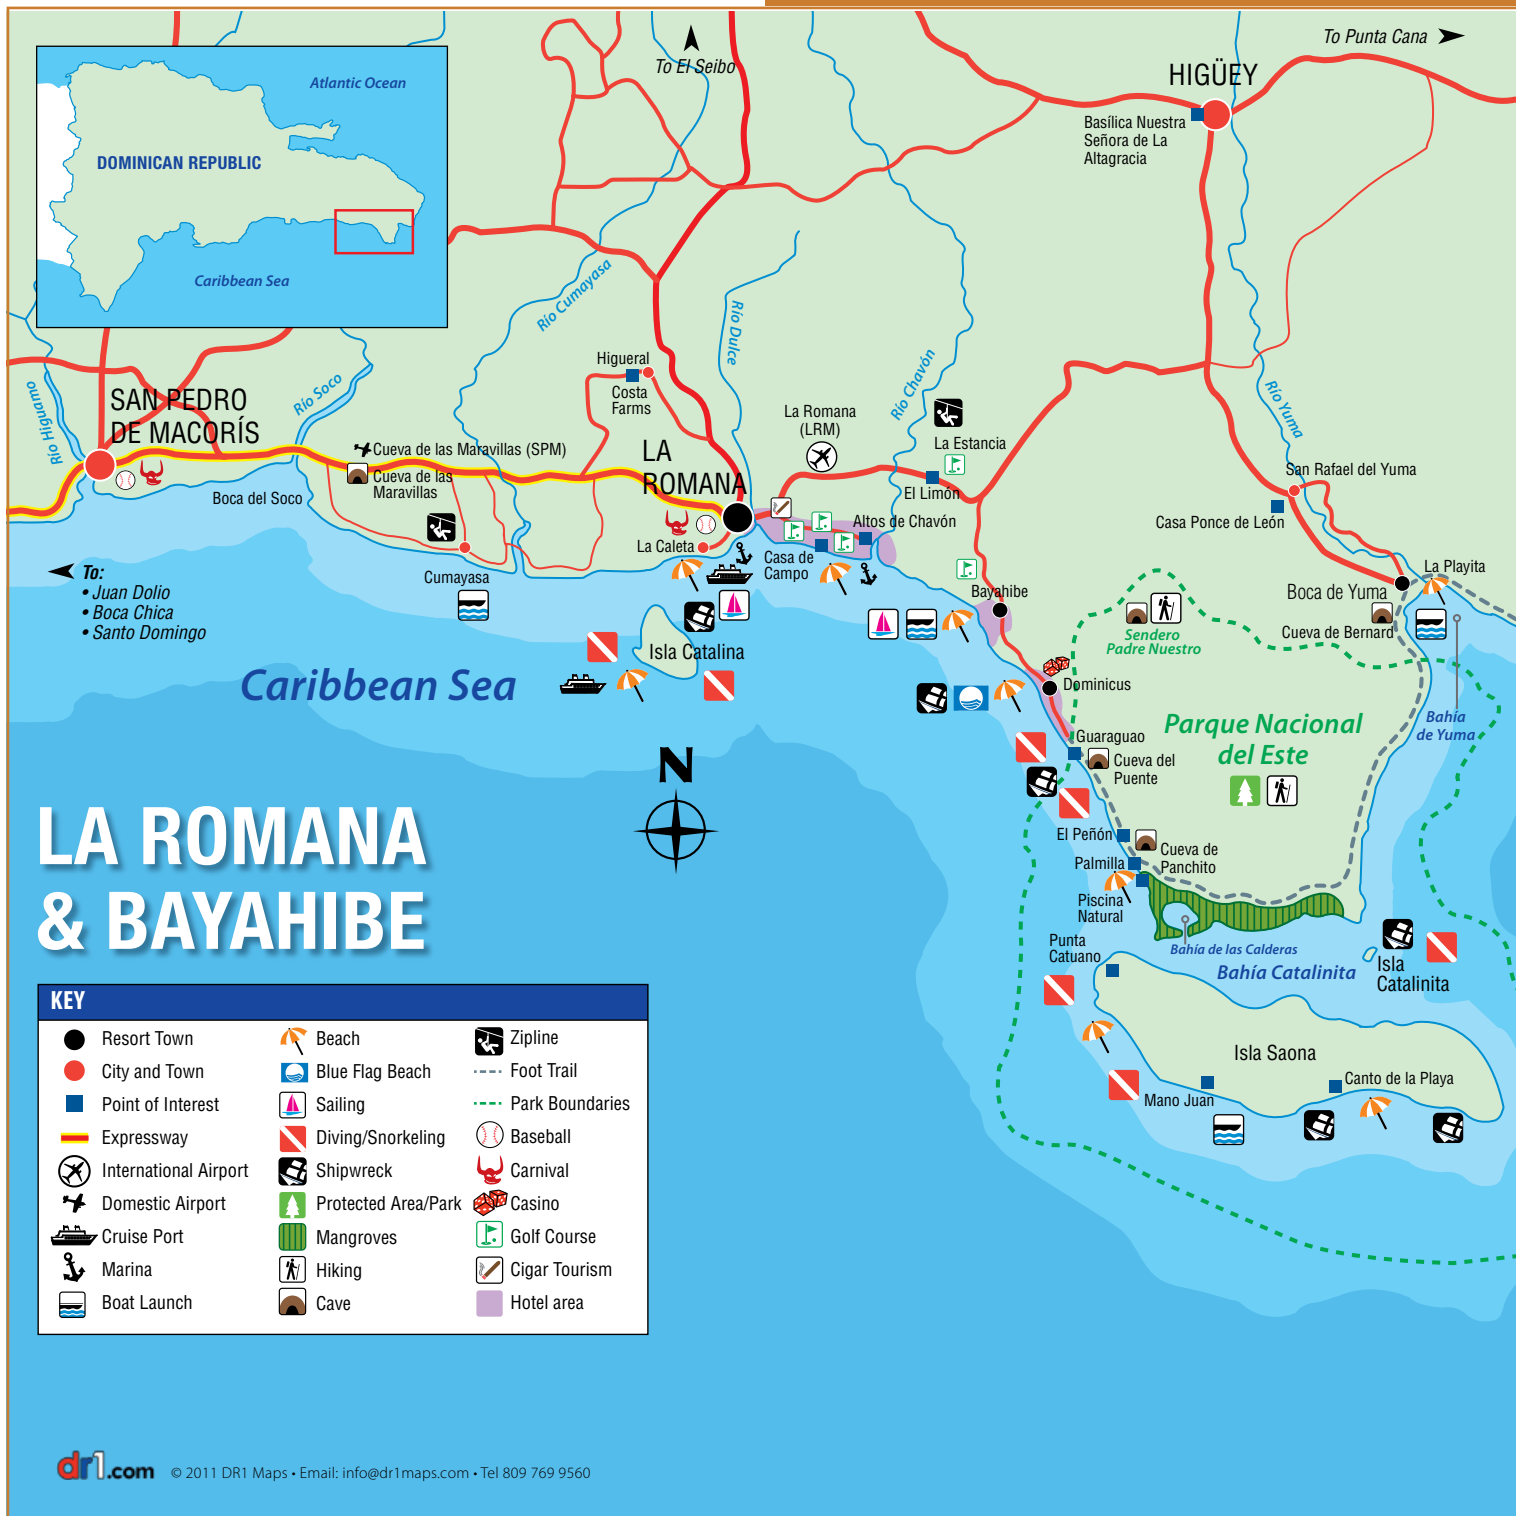 To Punta Cana
To El Seibo
HIGÜEY
Basílica Nuestra
Señora de La
Altagracia
Atlantic Ocean
DOMINICAN REPUBLIC
Caribbean Sea
Río Cumayasa
Río Dulce
Río Chavón
Río Soco
Río Higuamo
Río Yuma
Higueral
Costa
Farms
SAN PEDRO
DE MACORÍS
Cueva de las Maravillas (SPM)
Cueva de las
Maravillas
Boca del Soco
LA
ROMANA
La Romana
(LRM)
La Estancia
El Limón
San Rafael del Yuma
Casa Ponce de León
Altos de Chavón
La Caleta
Casa de
Campo
Cumayasa
To:
• Juan Dolio
• Boca Chica
• Santo Domingo
Bayahibe
La Playita
Boca de Yuma
Cueva de Bernard
Sendero
Padre Nuestro
Isla Catalina
Caribbean Sea
Dominicus
Parque Nacional
del Este
Bahía
de Yuma
Guaraguao
Cueva del
Puente
N
El Peñón
Cueva de
Panchito
Palmilla
Piscina
Natural
Punta
Catuano
Bahía de las Calderas
Bahía Catalinita
Isla
Catalinita
Isla Saona
Canto de la Playa
Mano Juan
LA ROMANA
& BAYAHIBE
KEY
Resort Town
City and Town
Point of Interest
Expressway
International Airport
Domestic Airport
Cruise Port
Marina
Boat Launch
Beach
Blue Flag Beach
Sailing
Diving/Snorkeling
Shipwreck
Protected Area/Park
Mangroves
Hiking
Cave
Zipline
Foot Trail
Park Boundaries
Baseball
Carnival
Casino
Golf Course
Cigar Tourism
Hotel area
dr1.com © 2011 DR1 Maps • Email: info@dr1maps.com • Tel 809 769 9560